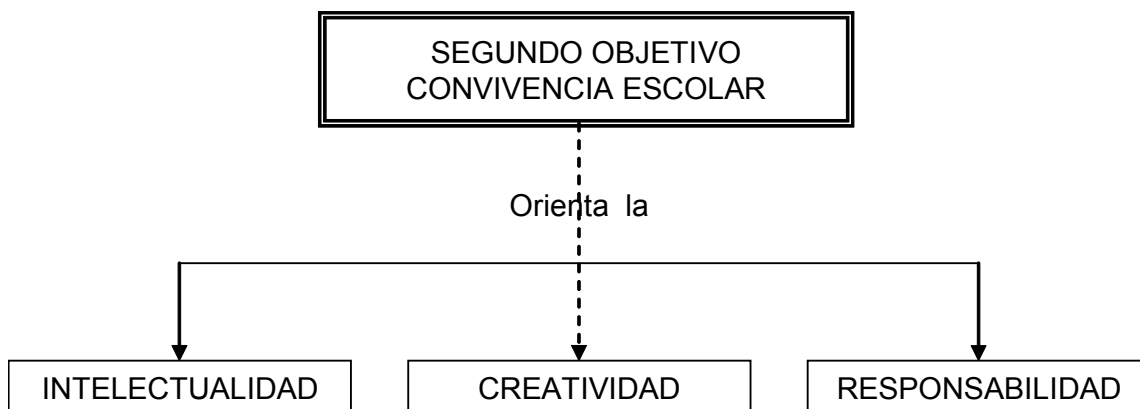 SEGUNDO OBJETIVO
CONVIVENCIA ESCOLAR
Orienta la
INTELECTUALIDAD
CREATIVIDAD
RESPONSABILIDAD